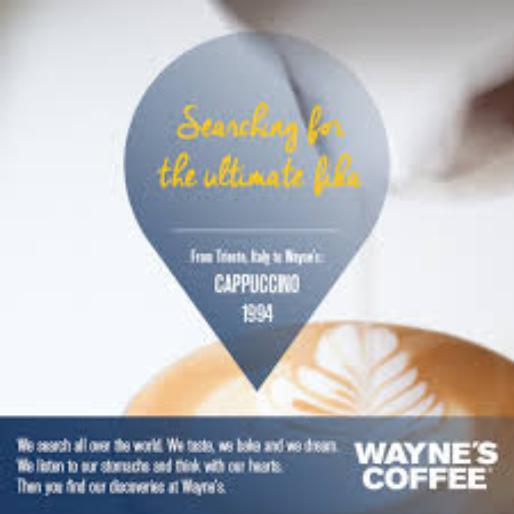 Searching for
the ultimate fika
From Trieste, Italy to Wayne's:
CAPPUCCINO
1994
We search all over the world. We taste, we bake and we dream.
We listen to our stomachs and think with our hearts.
Then you find our discoveries at Wayne's.
WAYNE'S
COFFEE